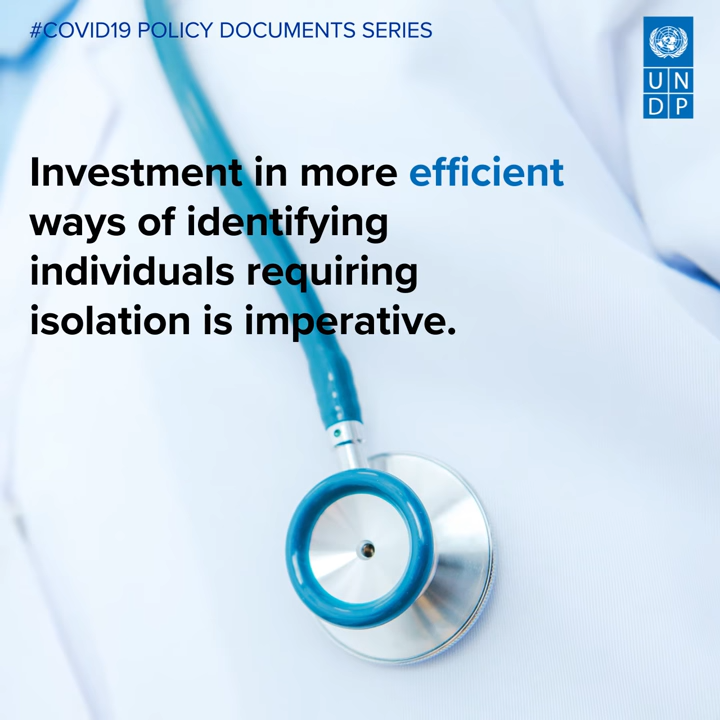 #COVID19 POLICY DOCUMENTS SERIES
U N
D P
Investment in more efficient
ways of identifying
individuals requiring
isolation is imperative.